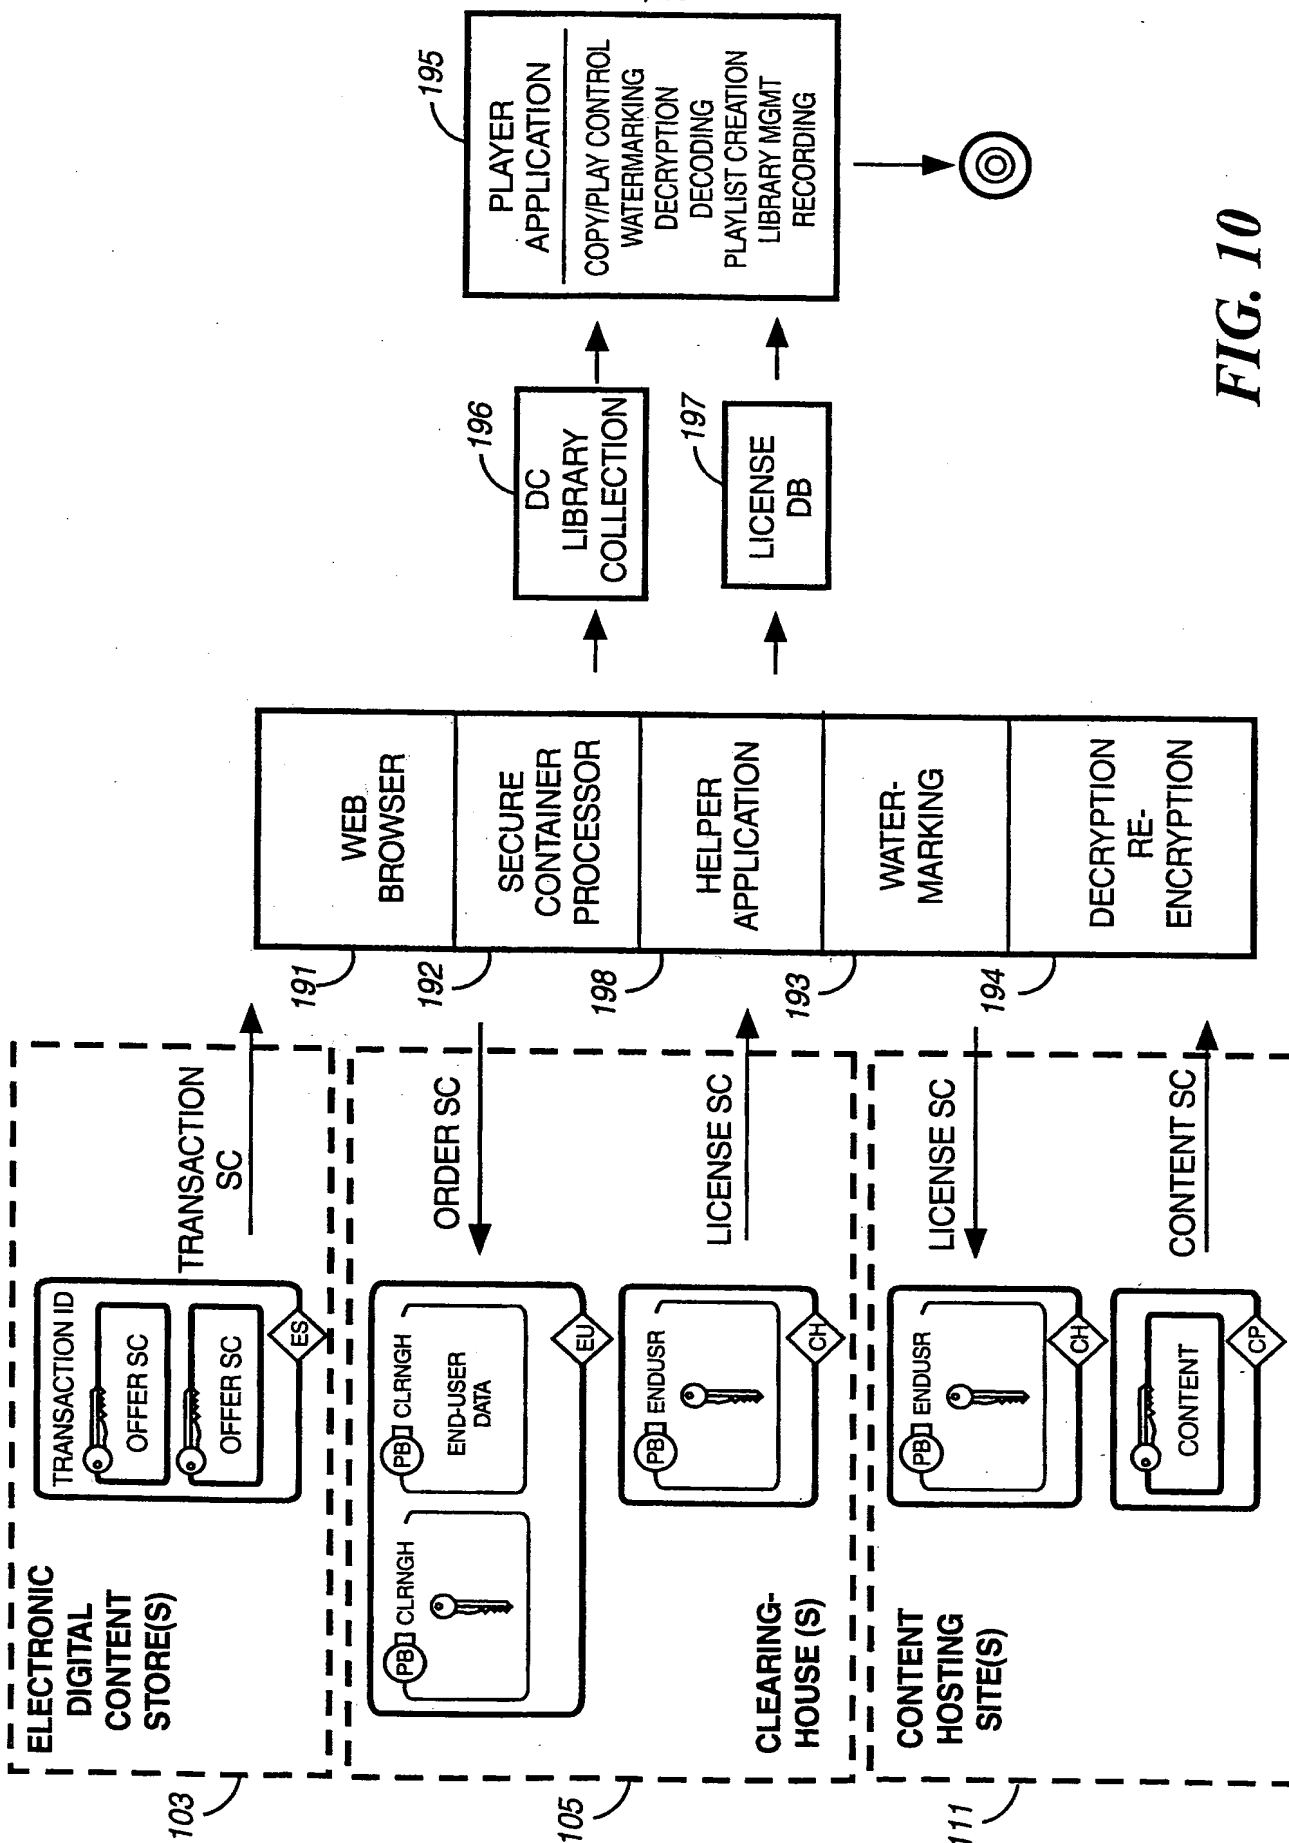 ELECTRONIC
DIGITAL
CONTENT
STORE(S)
103
TRANSACTION ID
OFFER SC
OFFER SC
ES
TRANSACTION
SC
CLEARING-
HOUSE (S)
105
PB CLRNGH
PB CLRNGH
END-USER
DATA
EU
ORDER SC
PB ENDUSR
CH
LICENSE SC
CONTENT
HOSTING
SITE(S)
111
PB ENDUSR
CH
LICENSE SC
CONTENT
CP
CONTENT SC
191
WEB
BROWSER
192
SECURE
CONTAINER
PROCESSOR
198
HELPER
APPLICATION
193
WATER-
MARKING
194
DECRYPTION
RE-
ENCRYPTION
196
DC
LIBRARY
COLLECTION
197
LICENSE
DB
195
PLAYER
APPLICATION
COPY/PLAY CONTROL
WATERMARKING
DECRYPTION
DECODING
PLAYLIST CREATION
LIBRARY MGMT
RECORDING
FIG. 10